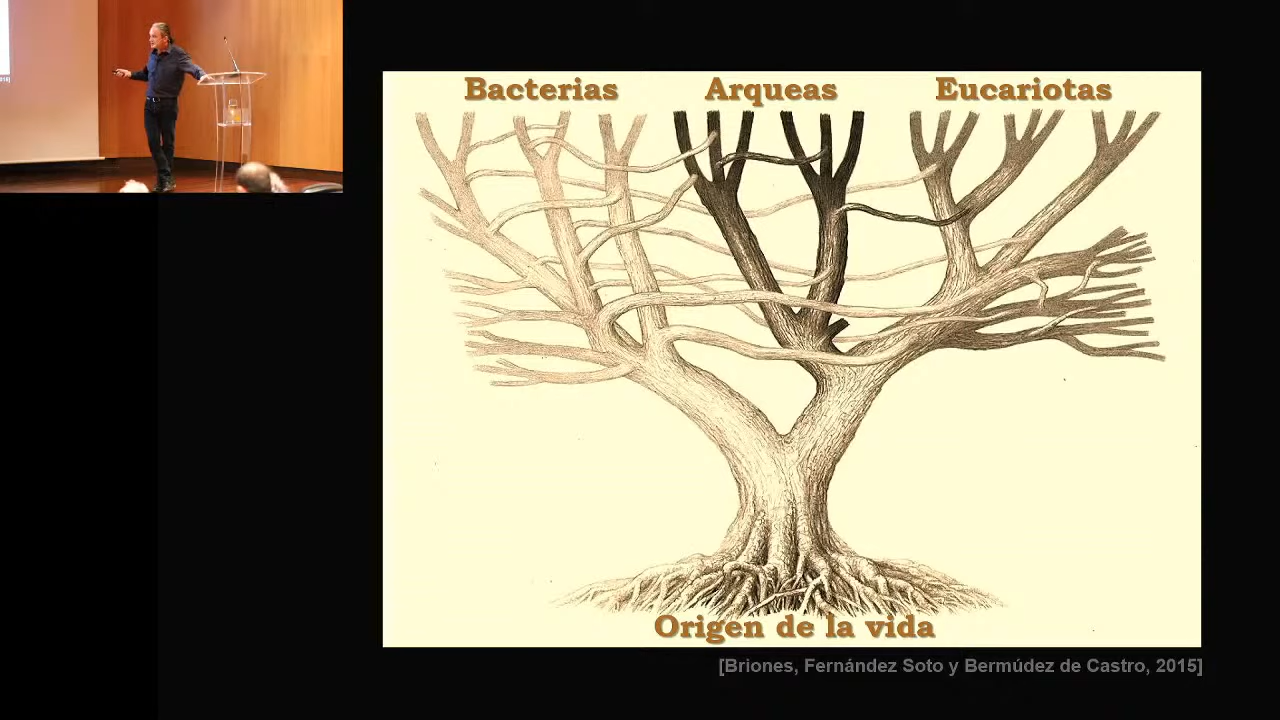 Bacterias
Arqueas
Eucariotas
Origen de la vida
[Briones, Fernández Soto y Bermúdez de Castro, 2015]